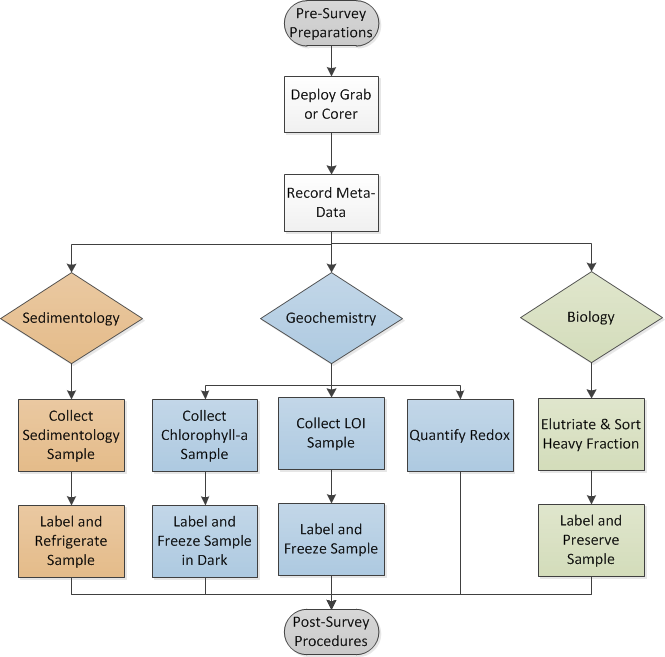 Pre-Survey
Preparations
Deploy Grab
or Corer
Record Meta-
Data
Sedimentology
Geochemistry
Biology
Collect
Sedimentology
Sample
Collect
Chlorophyll-a
Sample
Collect LOI
Sample
Quantify Redox
Elutriate & Sort
Heavy Fraction
Label and
Refrigerate
Sample
Label and
Freeze Sample
in Dark
Label and
Freeze Sample
Label and
Preserve
Sample
Post-Survey
Procedures